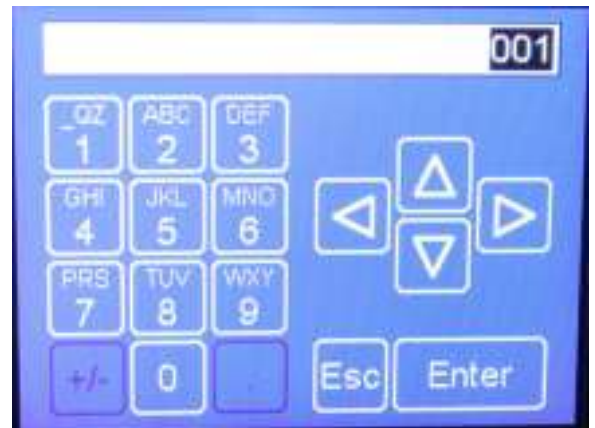 001
_QZ ABC DEF
1 2 3
GHI JKL MNO
4 5 6
PRS TUV WXY
7 8 9
+/- 0 .
Esc Enter